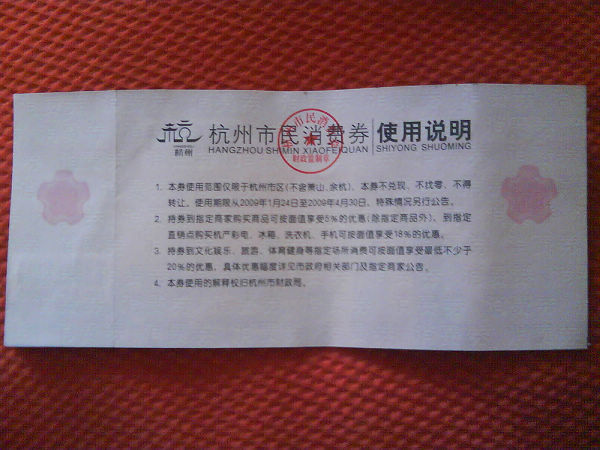 杭州
杭州市民消费券 使用说明
HANGZHOU SHIMIN XIAOFEIQUAN SHIYONG SHUOMING
财政监制章
1. 本券使用范围仅限于杭州市区(不含萧山、余杭)、本券不兑现、不找零、不得
转让、使用期限从2009年1月24日至2009年4月30日、特殊情况另行公告。
2. 持券到指定商家购买商品可按面值享受5%的优惠(除指定商品外)、到指定
直销点购买机产彩电、冰箱、洗衣机、手机可按面值享受18%的优惠。
3. 持券到文化娱乐、旅游、体育健身等指定场所消费可按面值享受最低不少于
20%的优惠、具体优惠幅度详见市政府相关部门及指定商家公告。
4. 本券使用的解释权归杭州市财政局。